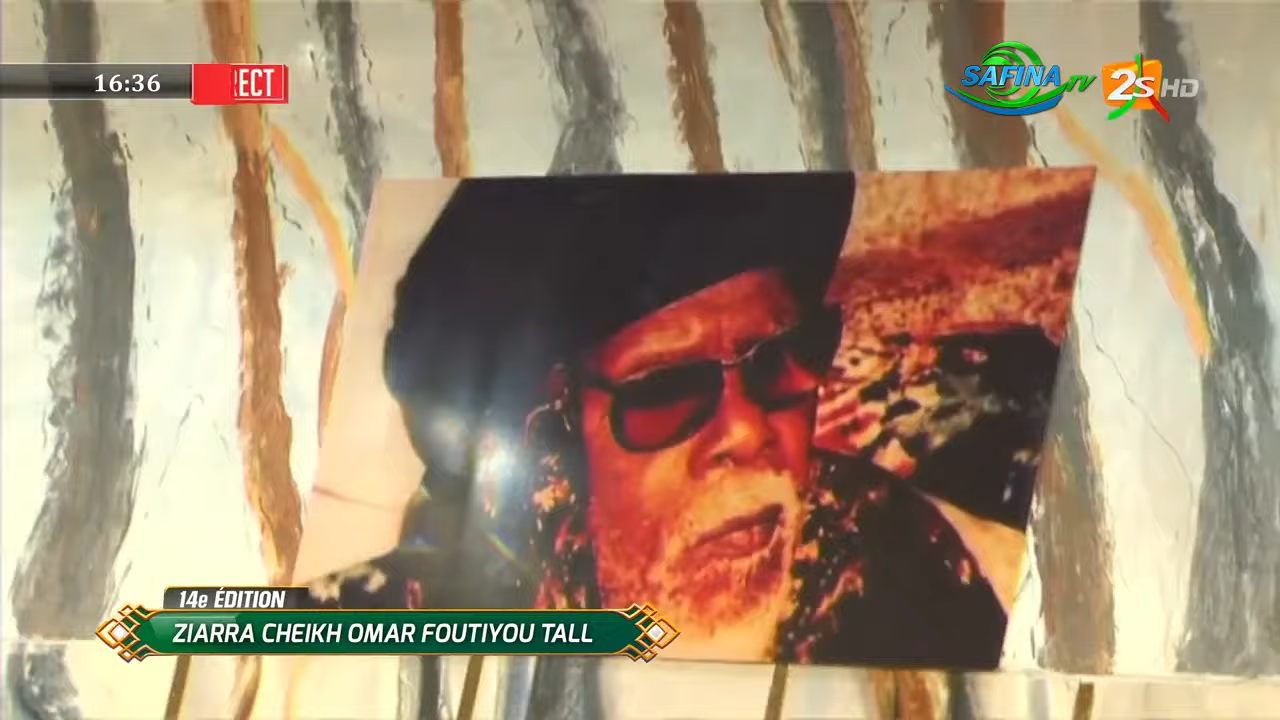 16:36
RECT
SAFINA TV
2S HD
14e ÉDITION
ZIARRA CHEIKH OMAR FOUTIYOU TALL